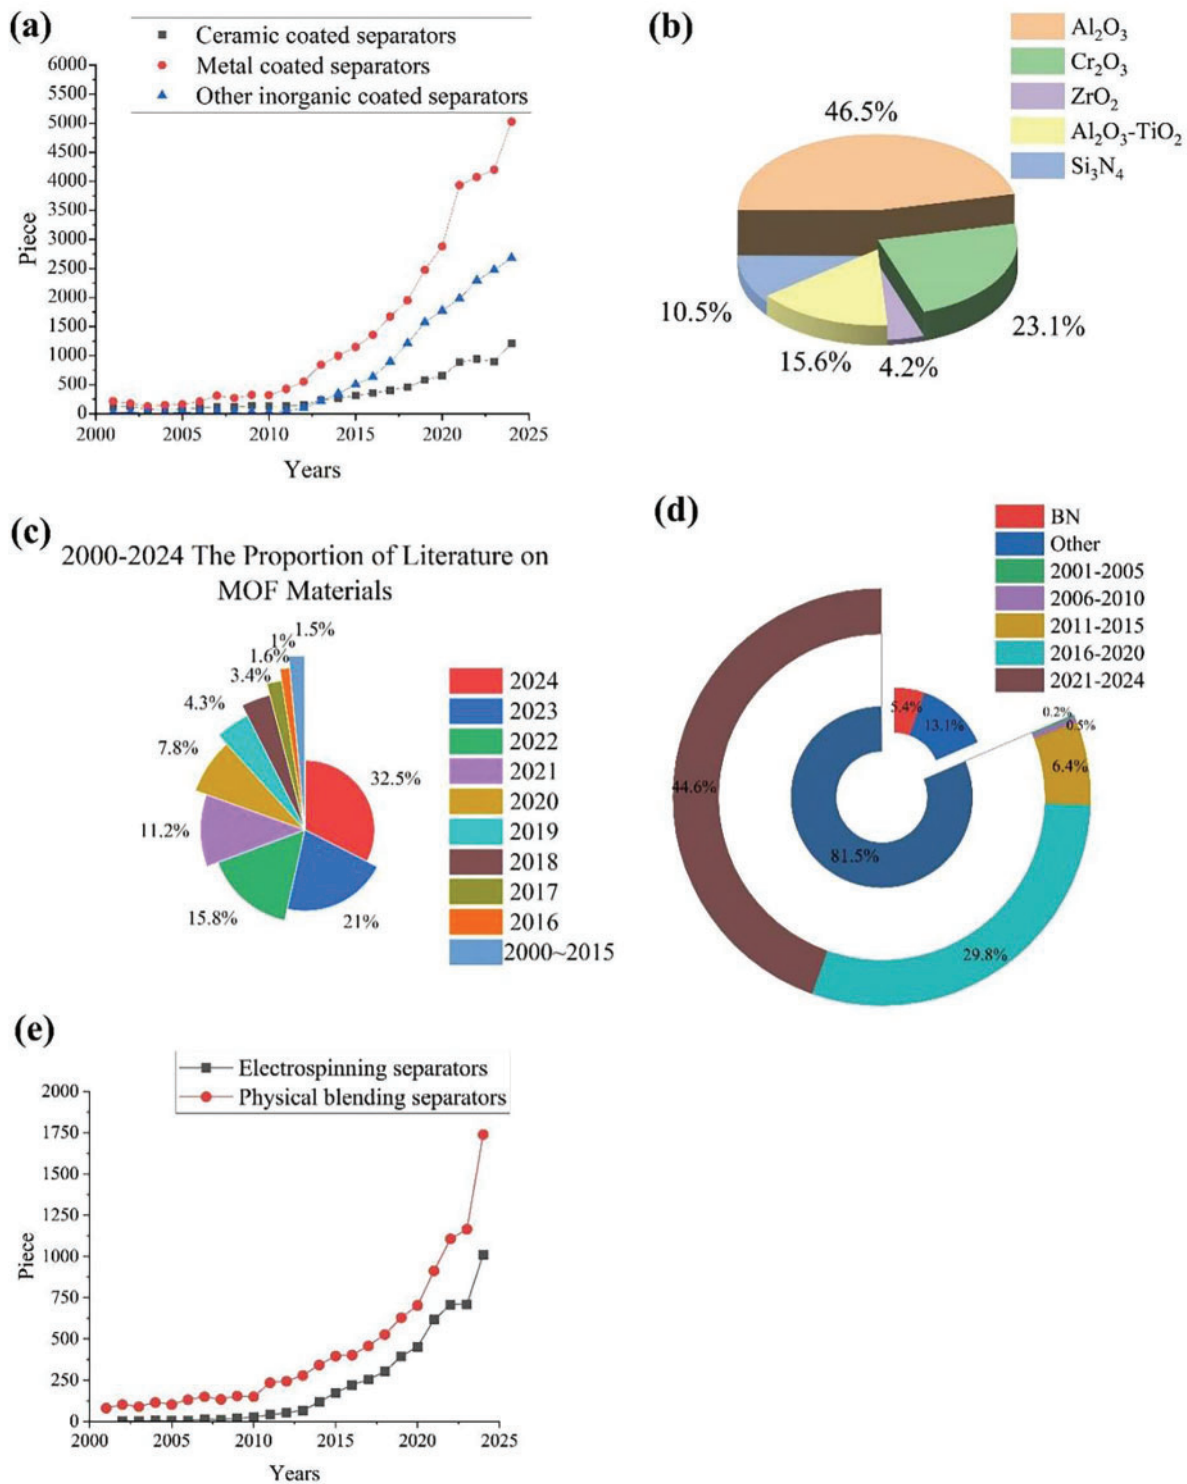 (a)
Ceramic coated separators
Metal coated separators
Other inorganic coated separators
6000
5500
5000
4500
4000
3500
3000
2500
2000
1500
1000
500
0
Piece
2000 2005 2010 2015 2020 2025
Years
(b)
Al₂O₃
Cr₂O₃
ZrO₂
Al₂O₃-TiO₂
Si₃N₄
46.5%
10.5%
15.6%
4.2%
23.1%
(c)
2000-2024 The Proportion of Literature on
MOF Materials
1.5%
1%
1.6%
3.4%
4.3%
7.8%
11.2%
15.8%
21%
32.5%
2024
2023
2022
2021
2020
2019
2018
2017
2016
2000~2015
(d)
BN
Other
2001-2005
2006-2010
2011-2015
2016-2020
2021-2024
5.4%
13.1%
0.2%
0.5%
6.4%
44.6%
81.5%
29.8%
(e)
Electrospinning separators
Physical blending separators
2000
1750
1500
1250
1000
750
500
250
0
Piece
2000 2005 2010 2015 2020 2025
Years